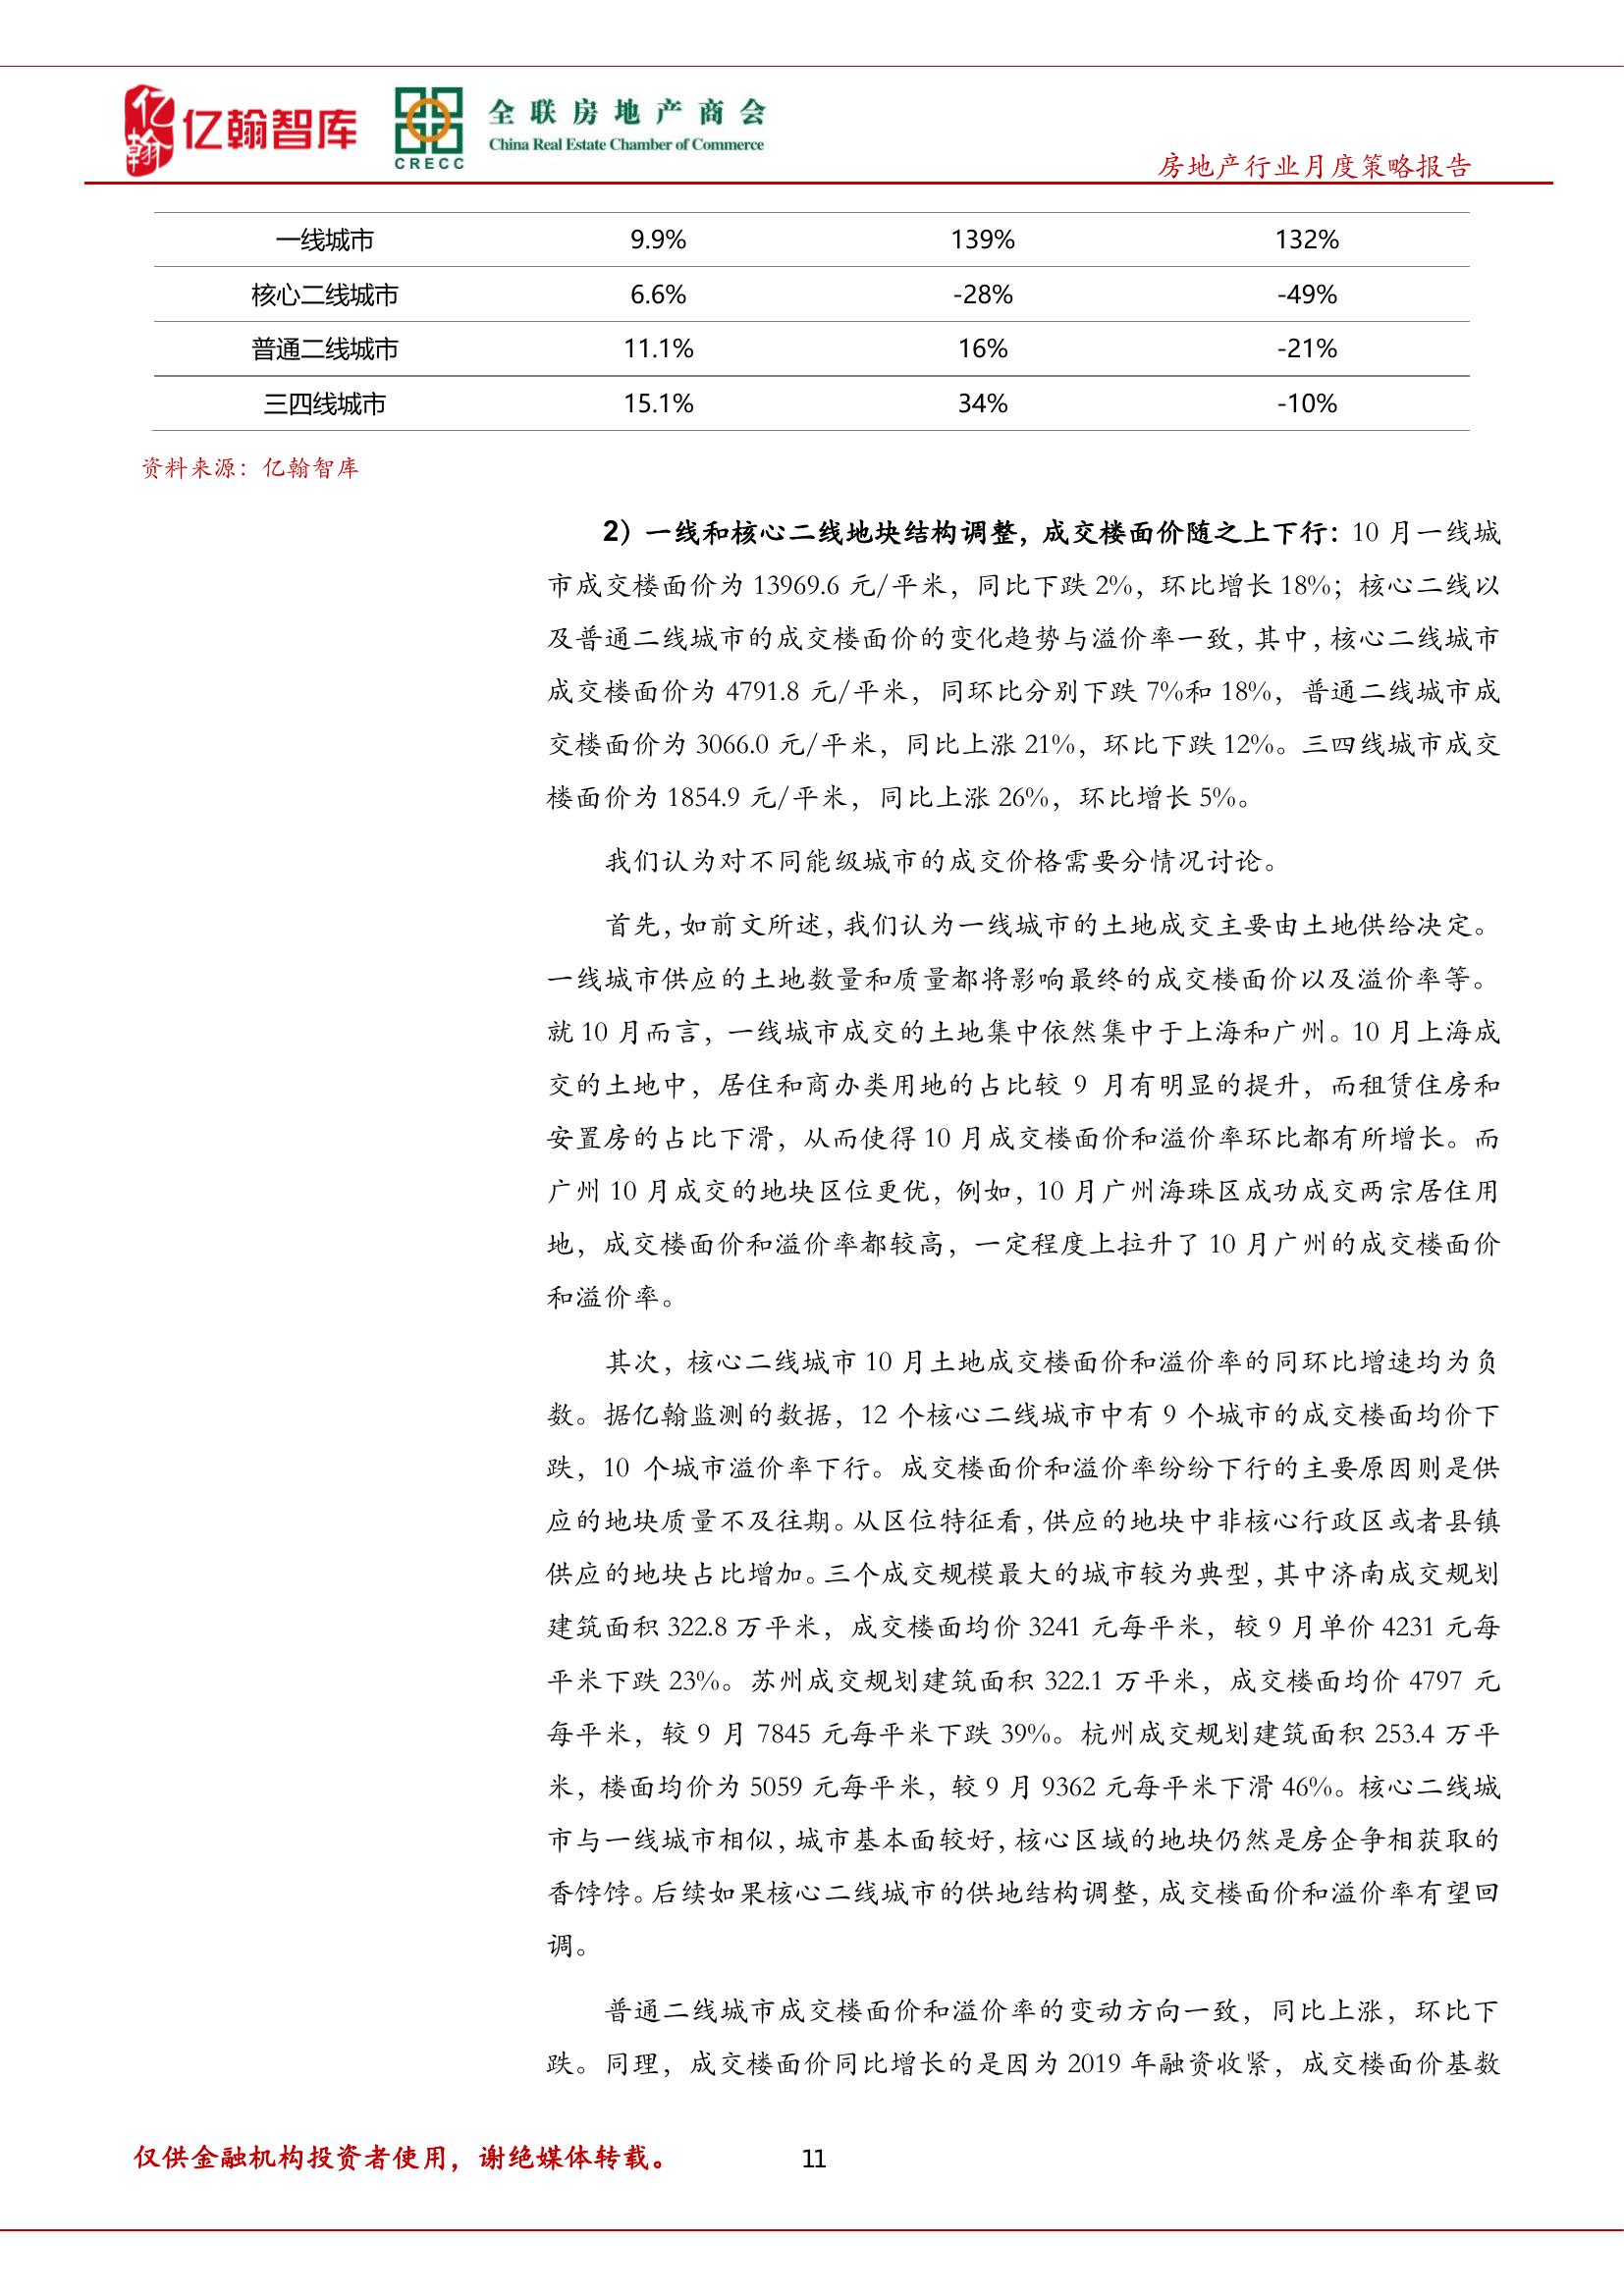 亿翰 亿翰智库 CRECC 全联房地产商会
China Real Estate Chamber of Commerce
房地产行业月度策略报告
一线城市 9.9% 139% 132%
核心二线城市 6.6% -28% -49%
普通二线城市 11.1% 16% -21%
三四线城市 15.1% 34% -10%
资料来源：亿翰智库
2）一线和核心二线地块结构调整，成交楼面价随之上下行：10 月一线城
市成交楼面价为 13969.6 元/平米，同比下跌 2%，环比增长 18%；核心二线以
及普通二线城市的成交楼面价的变化趋势与溢价率一致，其中，核心二线城市
成交楼面价为 4791.8 元/平米，同环比分别下跌 7%和 18%，普通二线城市成
交楼面价为 3066.0 元/平米，同比上涨 21%，环比下跌 12%。三四线城市成交
楼面价为 1854.9 元/平米，同比上涨 26%，环比增长 5%。
我们认为对不同能级城市的成交价格需要分情况讨论。
首先，如前文所述，我们认为一线城市的土地成交主要由土地供给决定。
一线城市供应的土地数量和质量都将影响最终的成交楼面价以及溢价率等。
就 10 月而言，一线城市成交的土地集中依然集中于上海和广州。10 月上海成
交的土地中，居住和商办类用地的占比较 9 月有明显的提升，而租赁住房和
安置房的占比下滑，从而使得 10 月成交楼面价和溢价率环比都有所增长。而
广州 10 月成交的地块区位更优，例如，10 月广州海珠区成功成交两宗居住用
地，成交楼面价和溢价率都较高，一定程度上拉升了 10 月广州的成交楼面价
和溢价率。
其次，核心二线城市 10 月土地成交楼面价和溢价率的同环比增速均为负
数。据亿翰监测的数据，12 个核心二线城市中有 9 个城市的成交楼面均价下
跌，10 个城市溢价率下行。成交楼面价和溢价率纷纷下行的主要原因则是供
应的地块质量不及往期。从区位特征看，供应的地块中非核心行政区或者县镇
供应的地块占比增加。三个成交规模最大的城市较为典型，其中济南成交规划
建筑面积 322.8 万平米，成交楼面均价 3241 元每平米，较 9 月单价 4231 元每
平米下跌 23%。苏州成交规划建筑面积 322.1 万平米，成交楼面均价 4797 元
每平米，较 9 月 7845 元每平米下跌 39%。杭州成交规划建筑面积 253.4 万平
米，楼面均价为 5059 元每平米，较 9 月 9362 元每平米下滑 46%。核心二线城
市与一线城市相似，城市基本面较好，核心区域的地块仍然是房企争相获取的
香饽饽。后续如果核心二线城市的供地结构调整，成交楼面价和溢价率有望回
调。
普通二线城市成交楼面价和溢价率的变动方向一致，同比上涨，环比下
跌。同理，成交楼面价同比增长的是因为 2019 年融资收紧，成交楼面价基数
仅供金融机构投资者使用，谢绝媒体转载。 11